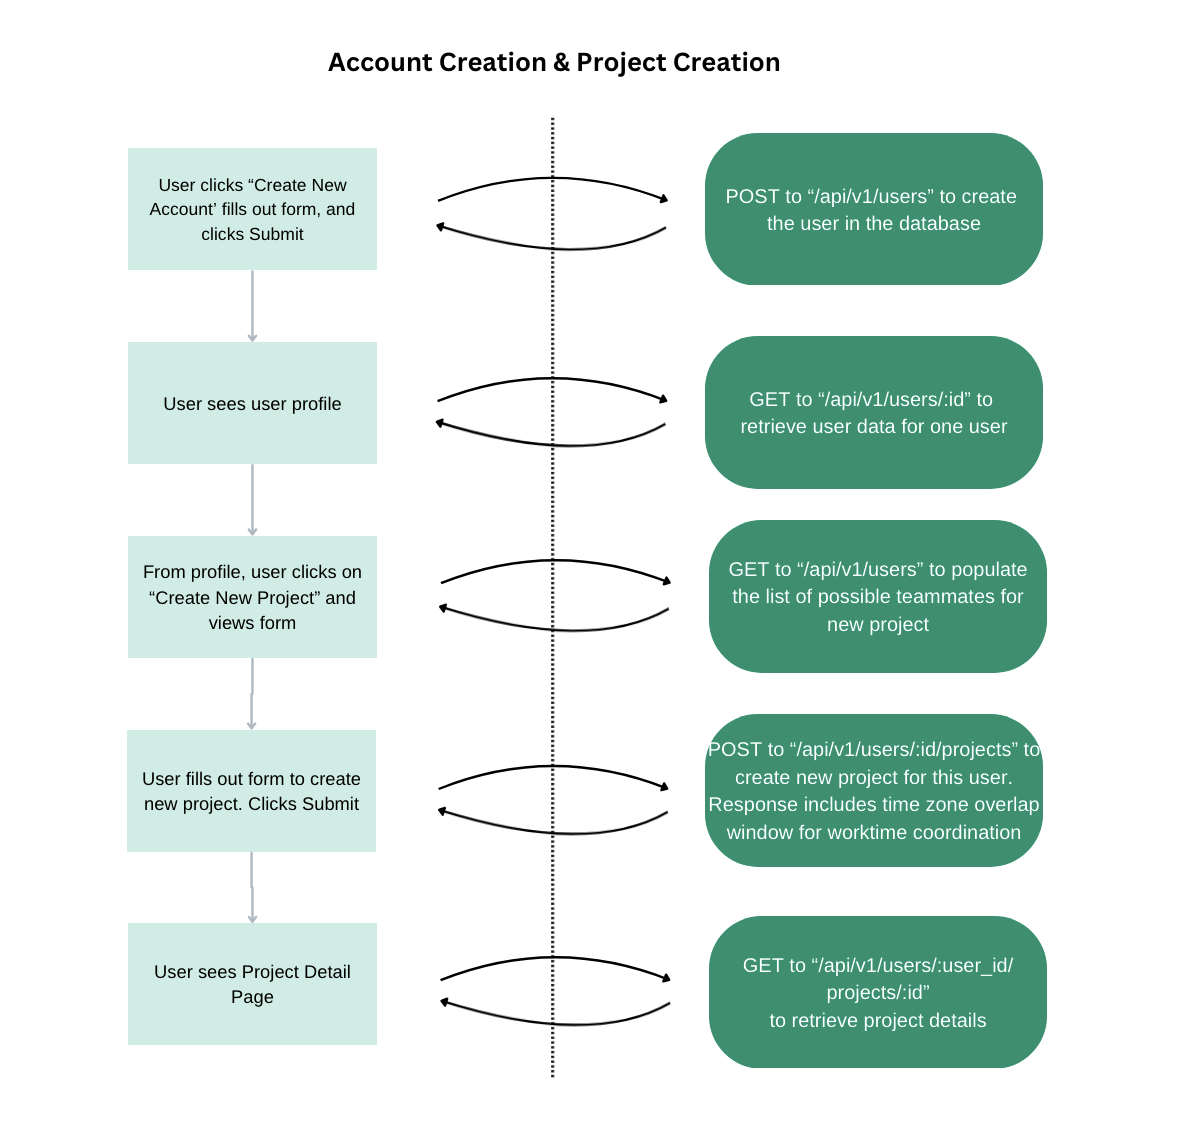 Account Creation & Project Creation
User clicks “Create New
Account’ fills out form, and
clicks Submit
POST to “/api/v1/users” to create
the user in the database
User sees user profile
GET to “/api/v1/users/:id” to
retrieve user data for one user
From profile, user clicks on
“Create New Project” and
views form
GET to “/api/v1/users” to populate
the list of possible teammates for
new project
User fills out form to create
new project. Clicks Submit
POST to “/api/v1/users/:id/projects” to
create new project for this user.
Response includes time zone overlap
window for worktime coordination
User sees Project Detail
Page
GET to “/api/v1/users/:user_id/
projects/:id”
to retrieve project details